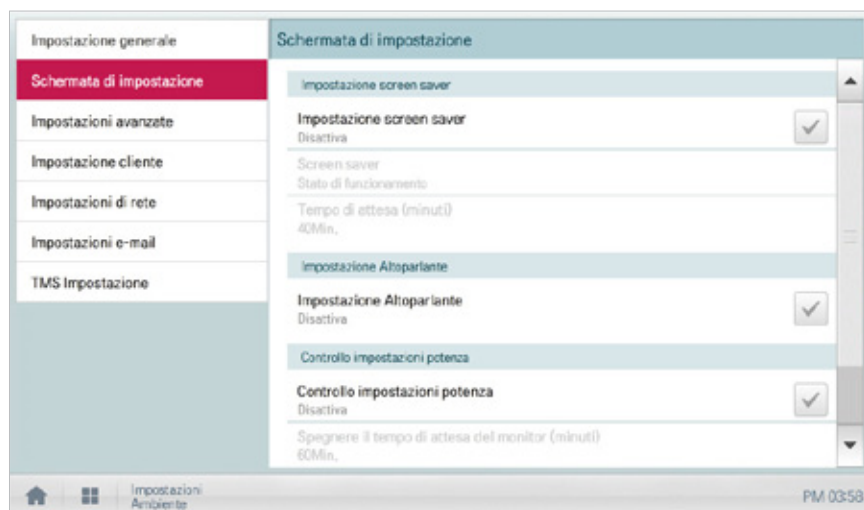 Impostazione generale
Schermata di impostazione
Impostazioni avanzate
Impostazione cliente
Impostazioni di rete
Impostazioni e-mail
TMS Impostazione
Schermata di impostazione
Impostazione screen saver
Impostazione screen saver
Disattiva
Screen saver
Stato di funzionamento
Tempo di attesa (minuti)
40Min.
Impostazione Altoparlante
Impostazione Altoparlante
Disattiva
Controllo impostazioni potenza
Controllo impostazioni potenza
Disattiva
Spegnere il tempo di attesa del monitor (minuti)
60Min.
Impostazioni
Ambiente
PM 03:58